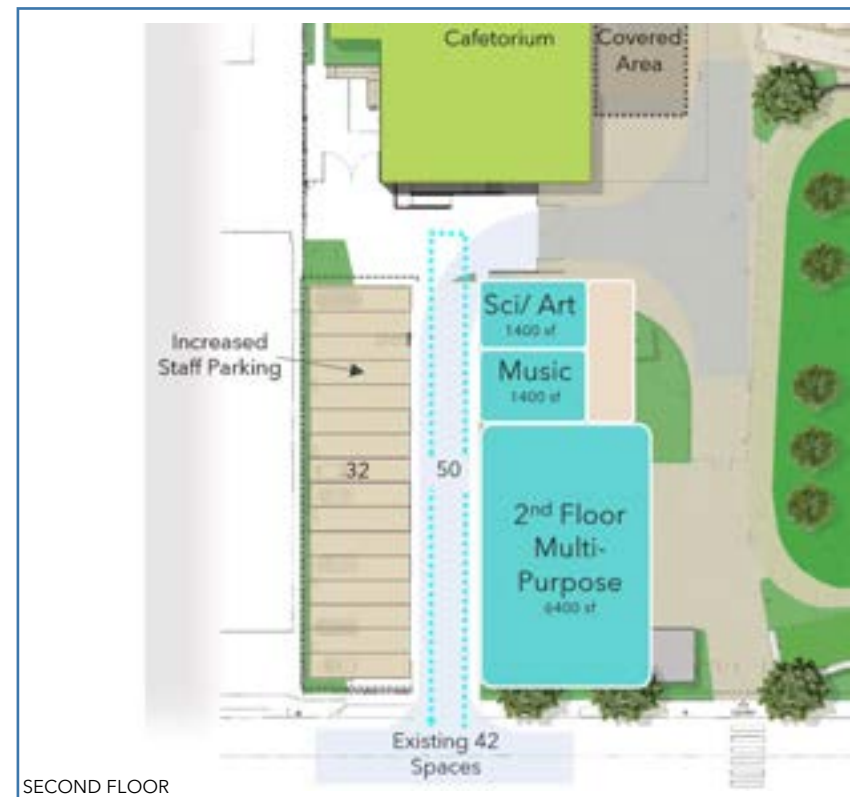 Cafetorium
Covered
Area
Sci/ Art
1400 sf
Increased
Staff Parking
Music
1400 sf
32
50
2nd Floor
Multi-
Purpose
6400 sf
Existing 42
Spaces
SECOND FLOOR